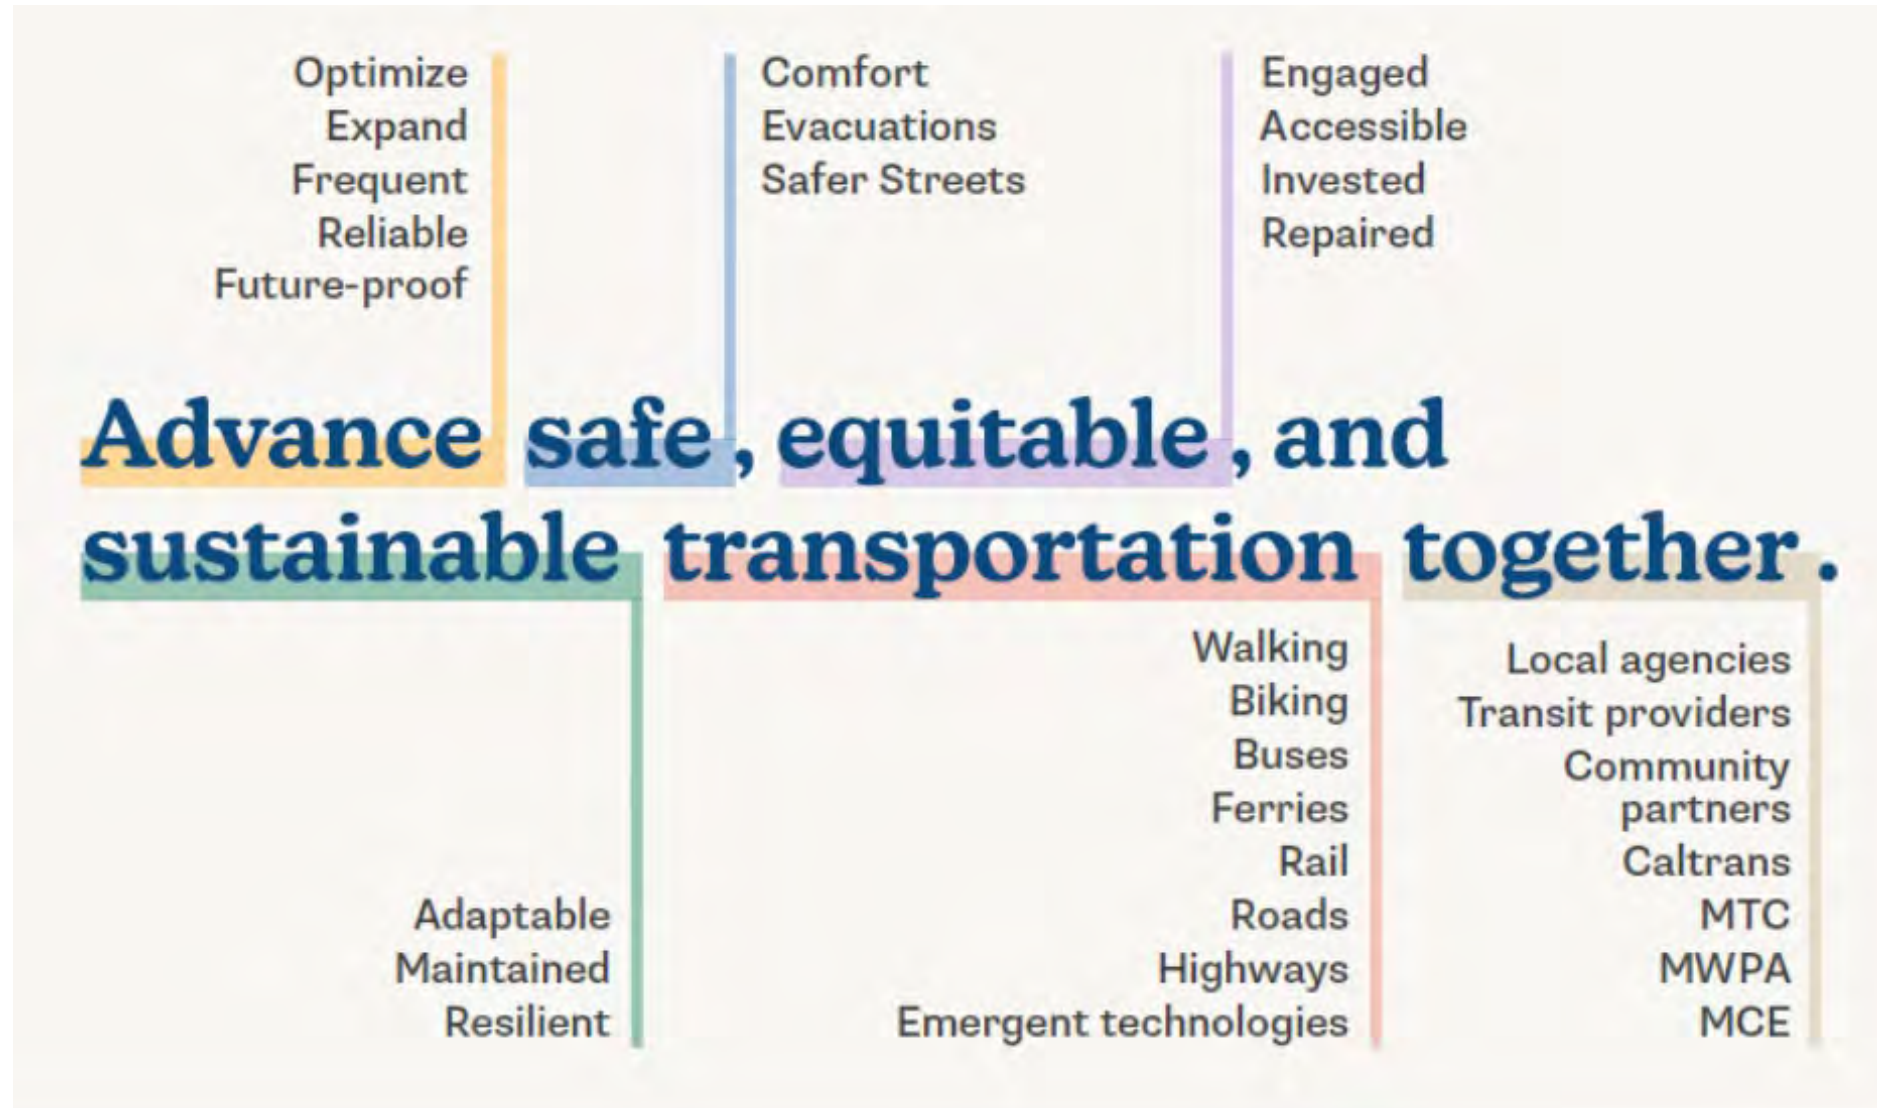 Optimize
Expand
Frequent
Reliable
Future-proof
Comfort
Evacuations
Safer Streets
Engaged
Accessible
Invested
Repaired
Advance safe, equitable, and
sustainable transportation together.
Adaptable
Maintained
Resilient
Walking
Biking
Buses
Ferries
Rail
Roads
Highways
Emergent technologies
Local agencies
Transit providers
Community
partners
Caltrans
MTC
MWPA
MCE